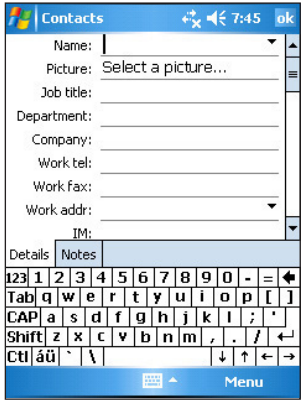 Contacts 7:45 ok
Name:
Picture: Select a picture...
Job title:
Department:
Company:
Work tel:
Work fax:
Work addr:
IM:
Details Notes
123 1 2 3 4 5 6 7 8 9 0 - =
Tab q w e r t y u i o p [ ]
CAP a s d f g h j k l ; '
Shift z x c v b n m , . /
Ctl áü ` \
Menu